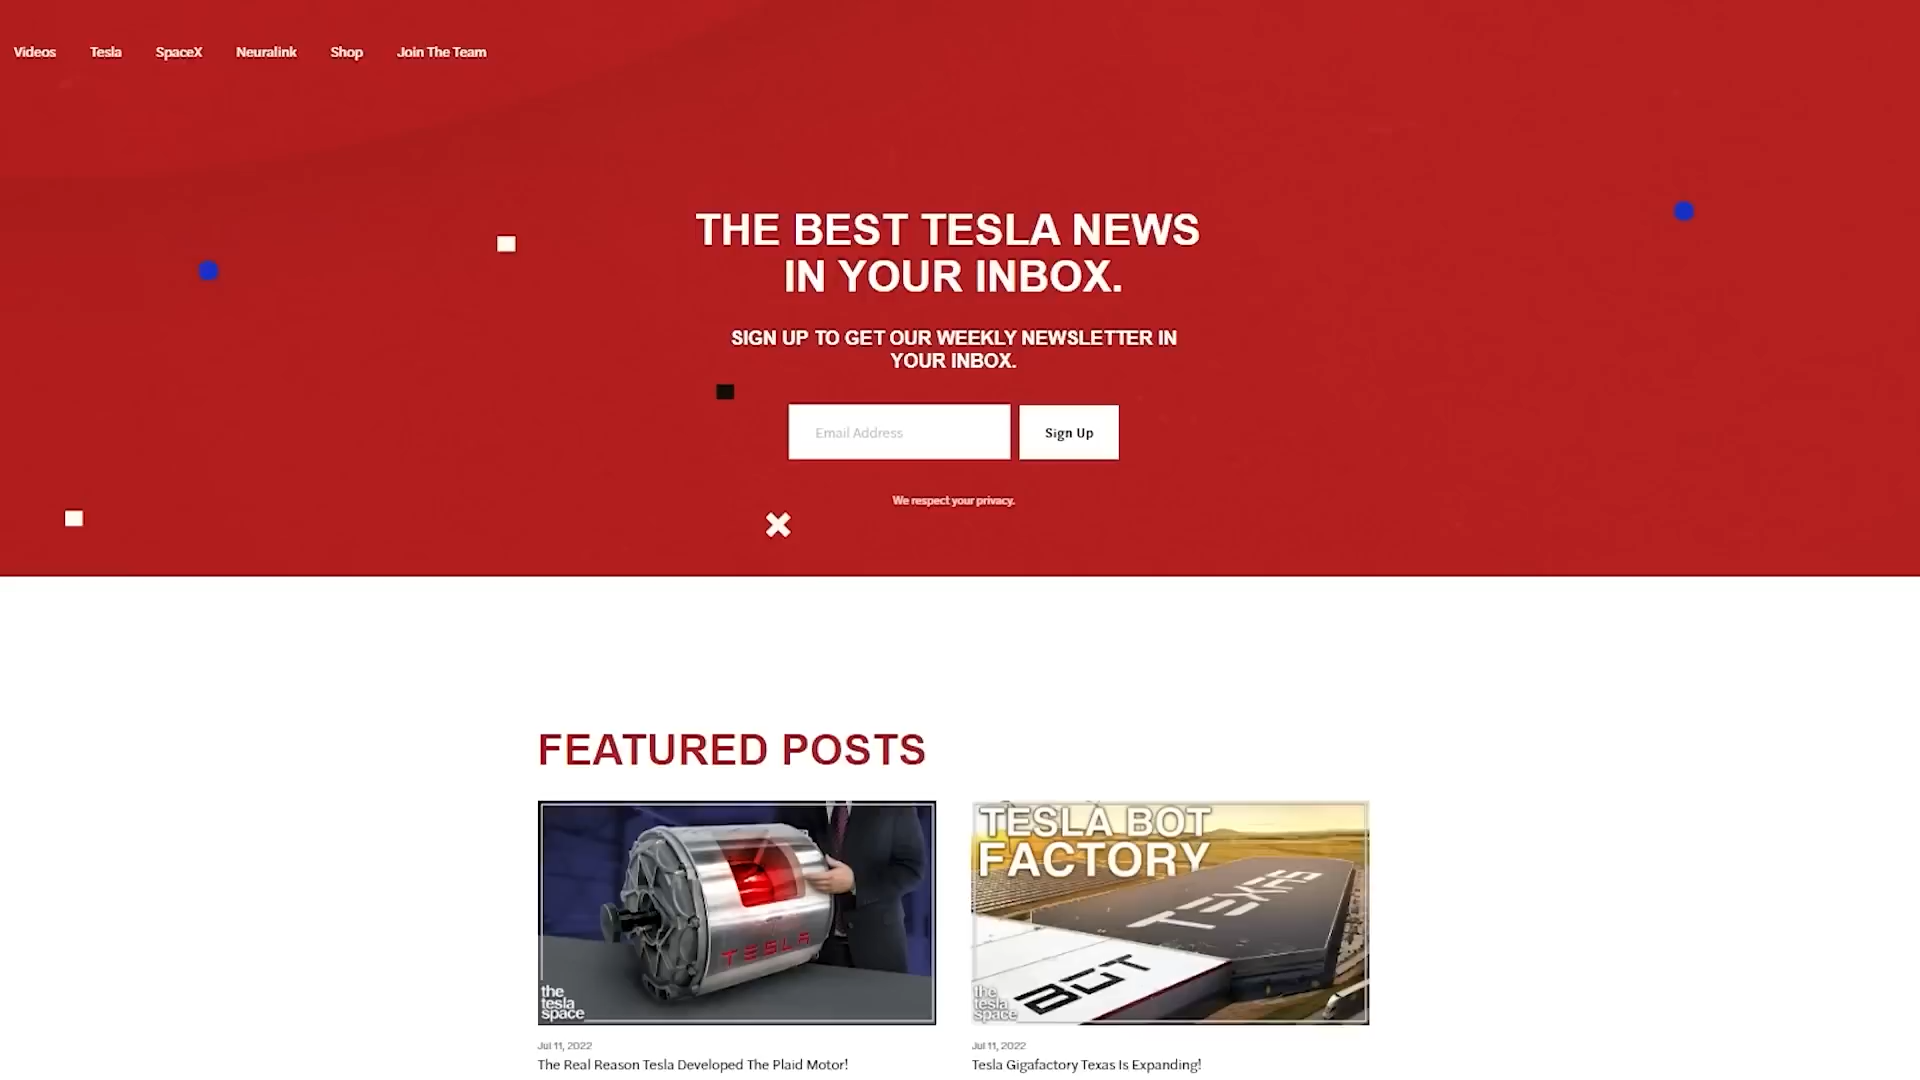 Videos Tesla SpaceX Neuralink Shop Join The Team
THE BEST TESLA NEWS
IN YOUR INBOX.
SIGN UP TO GET OUR WEEKLY NEWSLETTER IN
YOUR INBOX.
Email Address
Sign Up
We respect your privacy.
FEATURED POSTS
TESLA
the
tesla
space
Jul 11, 2022
The Real Reason Tesla Developed The Plaid Motor!
TESLA BOT
FACTORY
TEXAS
BOT
the
tesla
space
Jul 11, 2022
Tesla Gigafactory Texas Is Expanding!